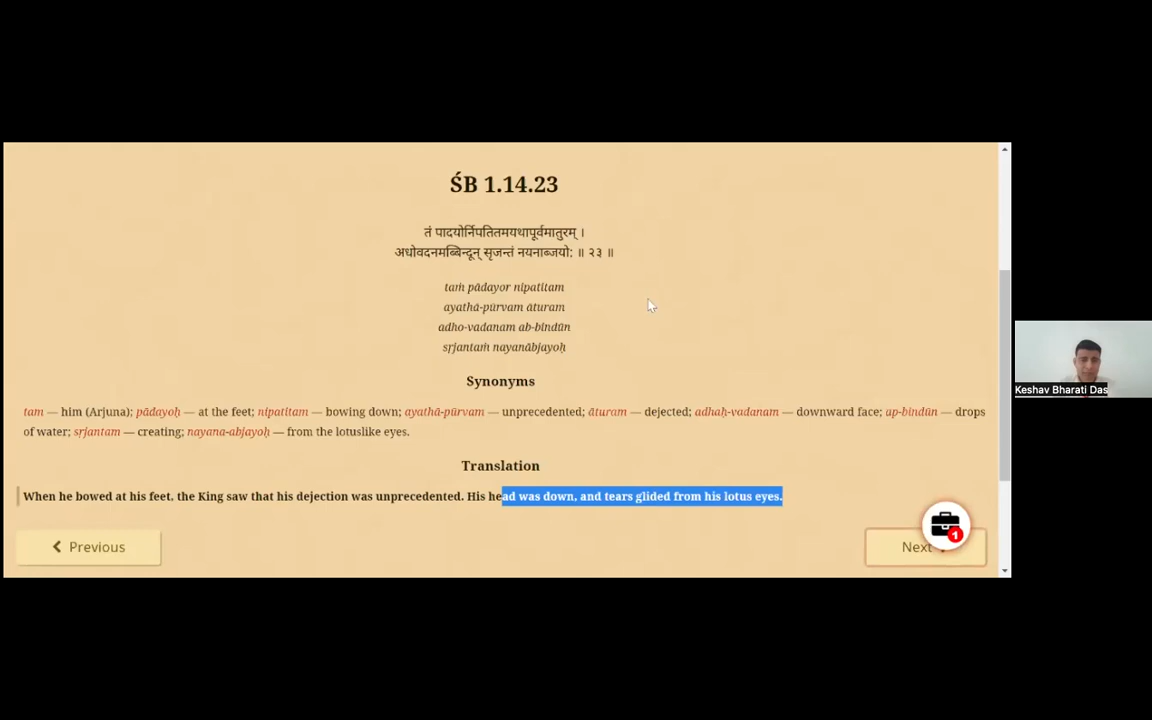 ŚB 1.14.23
तं पादयोर्निपतितमयथापूर्वमातुरम् ।
अधोवदनमब्बिन्दून् सृजन्तं नयनाब्जयो: ॥ २३ ॥
taṁ pādayor nipatitam
ayathā-pūrvam āturam
adho-vadanam ab-bindūn
sṛjantaṁ nayanābjayoḥ
Synonyms
tam — him (Arjuna); pādayoḥ — at the feet; nipatitam — bowing down; ayathā-pūrvam — unprecedented; āturam — dejected; adhaḥ-vadanam — downward face; ap-bindūn — drops
of water; sṛjantam — creating; nayana-abjayoḥ — from the lotuslike eyes.
Translation
When he bowed at his feet, the King saw that his dejection was unprecedented. His head was down, and tears glided from his lotus eyes.
Previous
Next
1
Keshav Bharati Das